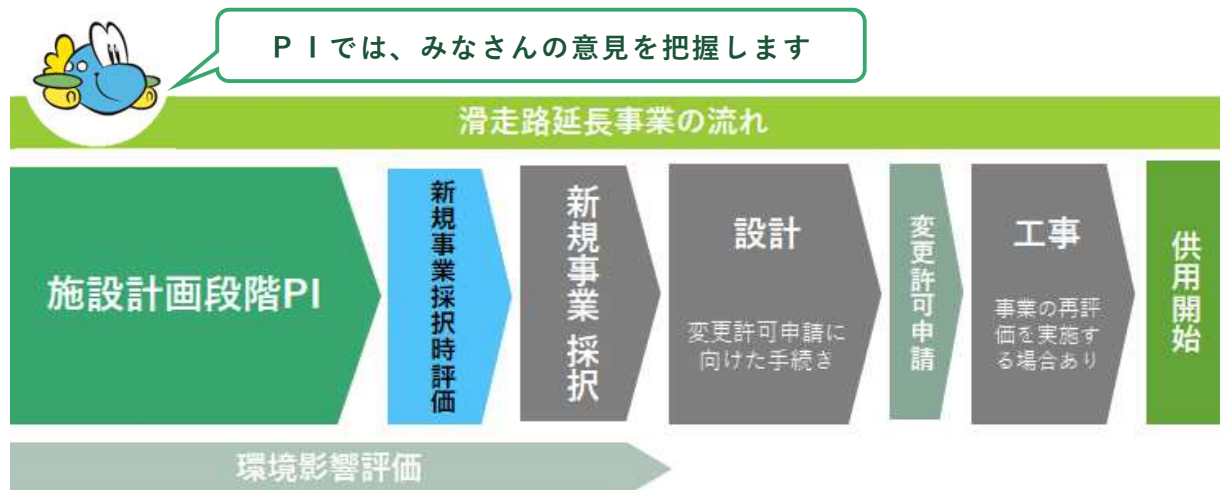 ＰＩでは、みなさんの意見を把握します
滑走路延長事業の流れ
施設計画段階PI
新規事業採択時評価
新規事業 採択
設計
変更許可申請に
向けた手続き
変更許可申請
工事
事業の再評
価を実施す
る場合あり
供用開始
環境影響評価